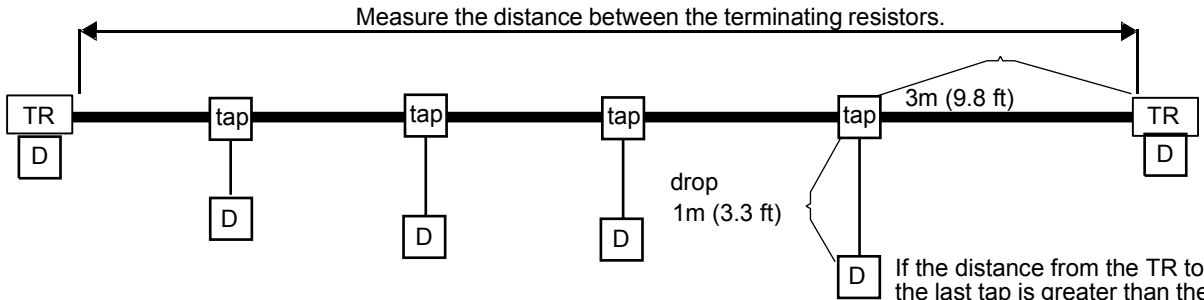 Measure the distance between the terminating resistors.
3m (9.8 ft)
TR tap tap tap tap TR
D D
drop
1m (3.3 ft)
D D D D
If the distance from the TR to
the last tap is greater than the